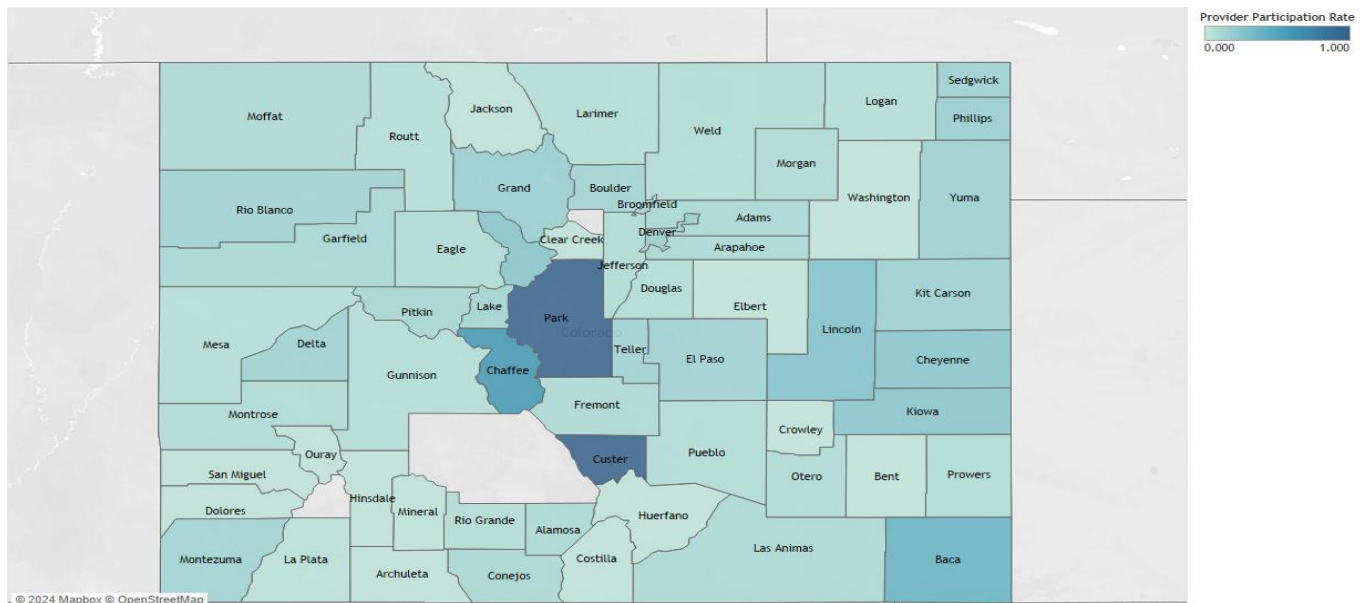 Provider Participation Rate
0.000 1.000
Sedgwick
Logan
Jackson
Larimer
Moffat
Phillips
Weld
Routt
Morgan
Grand
Boulder
Washington
Yuma
Broomfield
Rio Blanco
Adams
Denver
Garfield
Clear Creek
Eagle
Arapahoe
Jefferson
Douglas
Kit Carson
Elbert
Lake
Pitkin
Park
Lincoln
Colorado
Mesa
Delta
Teller
El Paso
Cheyenne
Chaffee
Gunnison
Fremont
Kiowa
Montrose
Crowley
Pueblo
Ouray
Custer
San Miguel
Otero
Bent
Prowers
Hinsdale
Dolores
Mineral
Huerfano
Rio Grande
Alamosa
Las Animas
Montezuma
La Plata
Costilla
Baca
Archuleta
Conejos
© 2024 Mapbox © OpenStreetMap